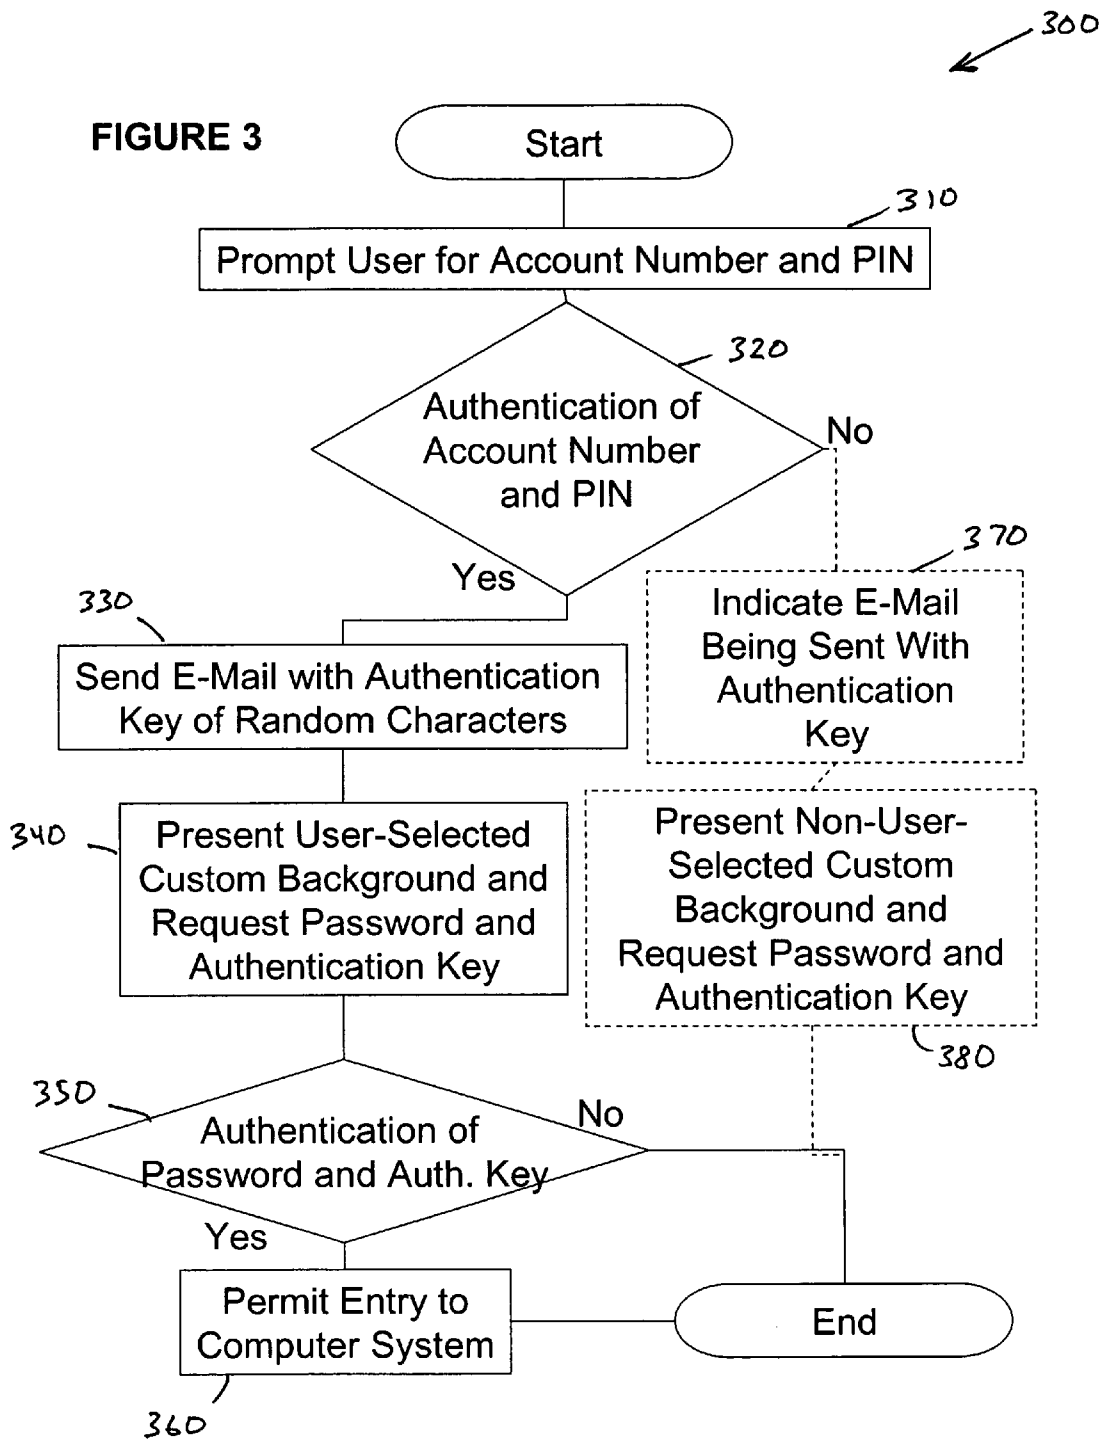 300
FIGURE 3
Start
310
Prompt User for Account Number and PIN
320
Authentication of
Account Number
and PIN
No
Yes
370
Indicate E-Mail
Being Sent With
Authentication
Key
330
Send E-Mail with Authentication
Key of Random Characters
340
Present User-Selected
Custom Background and
Request Password and
Authentication Key
Present Non-User-
Selected Custom
Background and
Request Password and
Authentication Key
380
350
Authentication of
Password and Auth. Key
No
Yes
Permit Entry to
Computer System
End
360